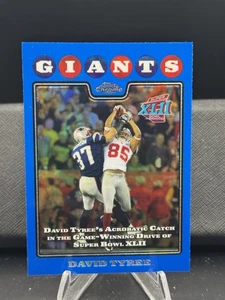 GIANTS
Topps Chrome
XLII
37
85
DAVID TYREE'S ACROBATIC CATCH
IN THE GAME-WINNING DRIVE OF
SUPER BOWL XLII
DAVID TYREE